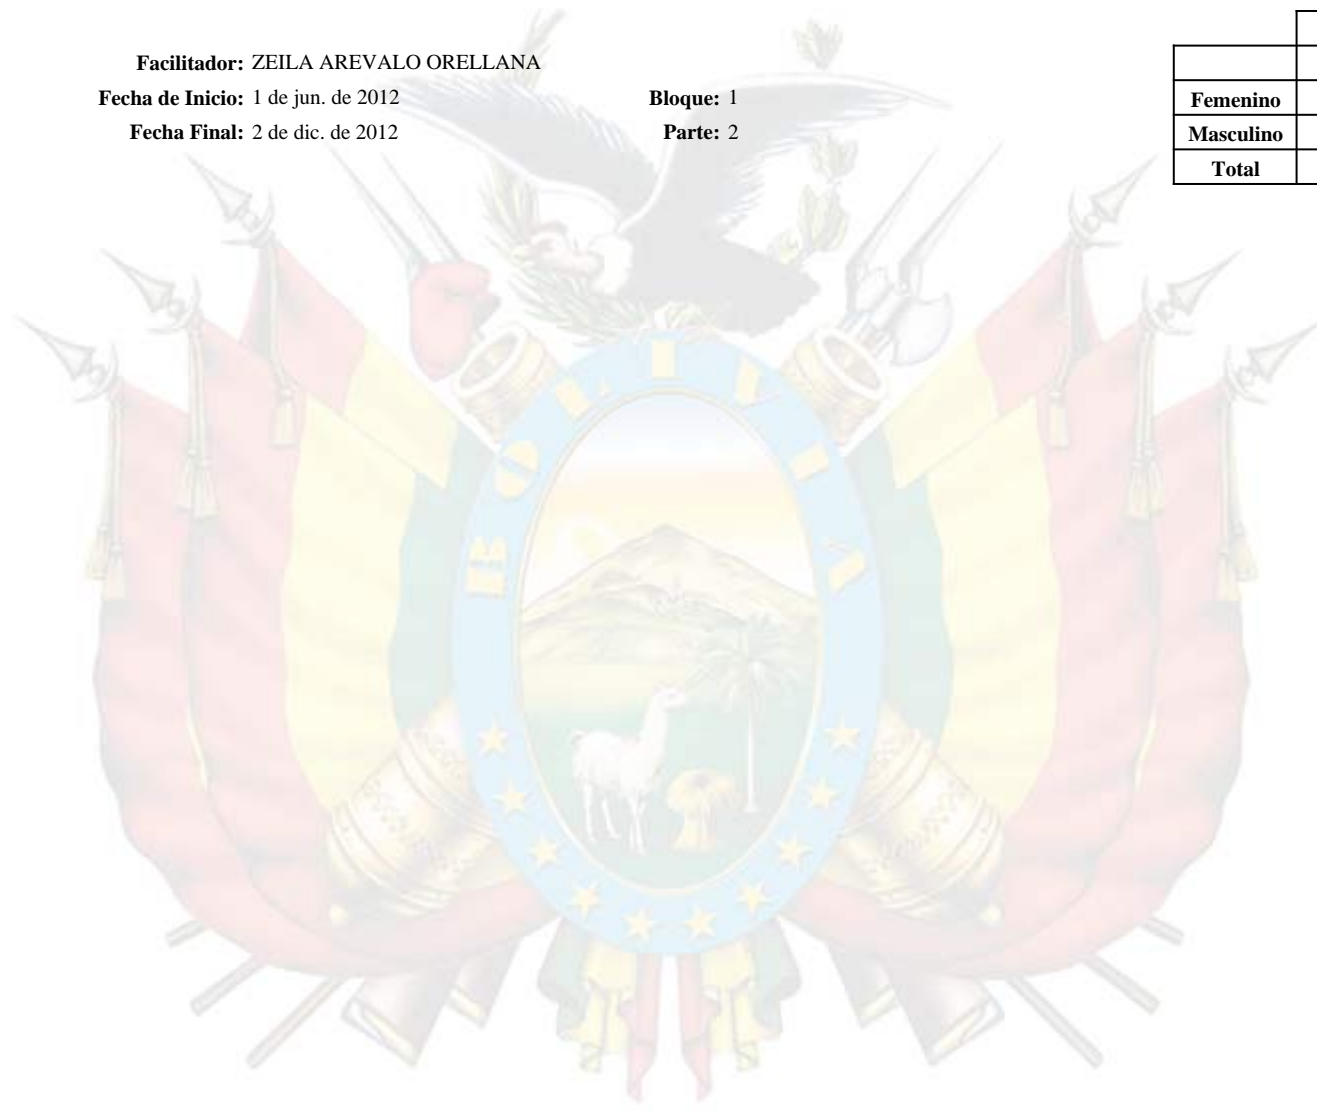 Facilitador: ZEILA AREVALO ORELLANA
Fecha de Inicio: 1 de jun. de 2012 Bloque: 1
Fecha Final: 2 de dic. de 2012 Parte: 2
Femenino
Masculino
Total
BOLIVIA